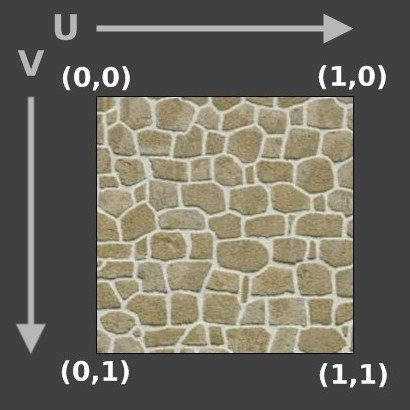 U
V
(0,0) (1,0)
(0,1) (1,1)